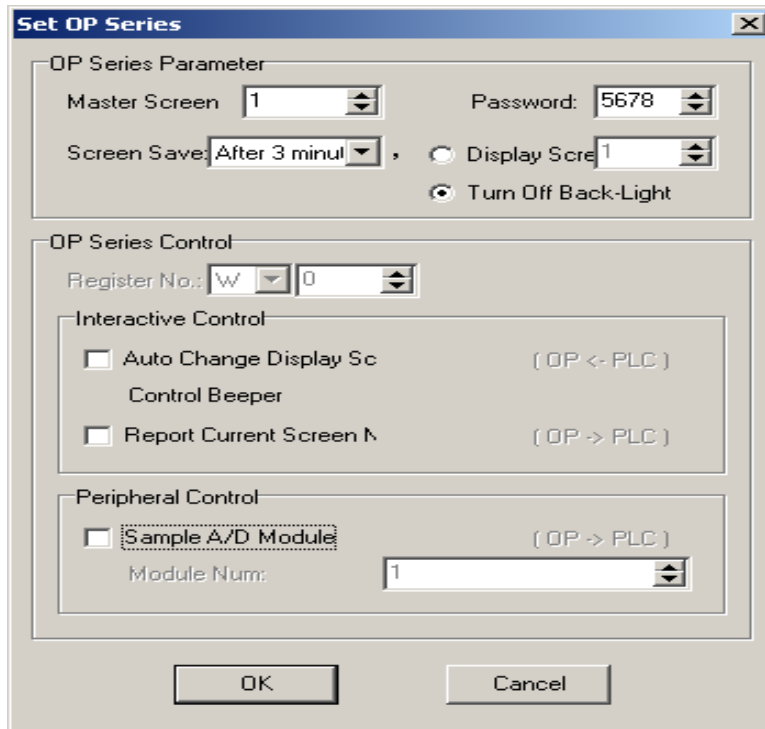 Set OP Series
OP Series Parameter
Master Screen 1 Password: 5678
Screen Save: After 3 minut , Display Scre 1
Turn Off Back-Light
OP Series Control
Register No.: W 0
Interactive Control
Auto Change Display Sc ( OP <- PLC )
Control Beeper
Report Current Screen N ( OP -> PLC )
Peripheral Control
Sample A/D Module ( OP -> PLC )
Module Num: 1
OK Cancel